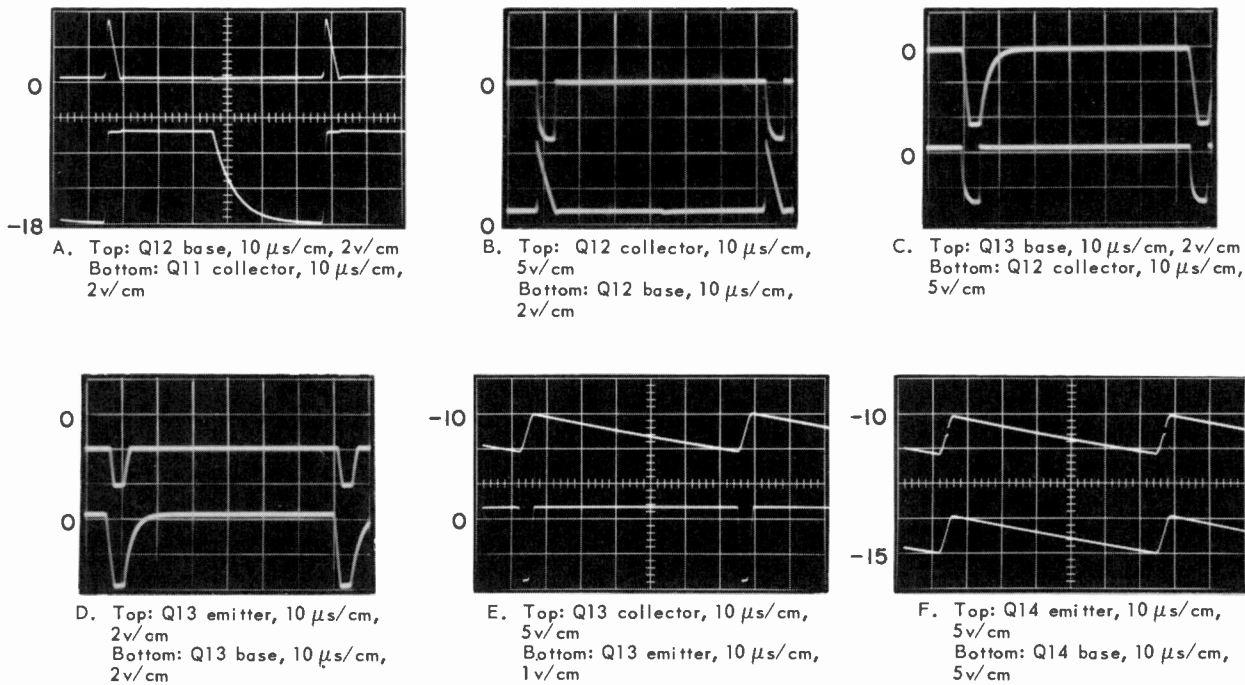 0
-18
A. Top: Q12 base, 10 μs/cm, 2v/cm
Bottom: Q11 collector, 10 μs/cm,
2v/cm
0
0
B. Top: Q12 collector, 10 μs/cm,
5v/cm
Bottom: Q12 base, 10 μs/cm,
2v/cm
0
0
C. Top: Q13 base, 10 μs/cm, 2v/cm
Bottom: Q12 collector, 10 μs/cm,
5v/cm
0
0
D. Top: Q13 emitter, 10 μs/cm,
2v/cm
Bottom: Q13 base, 10 μs/cm,
2v/cm
-10
0
E. Top: Q13 collector, 10 μs/cm,
5v/cm
Bottom: Q13 emitter, 10 μs/cm,
1v/cm
-10
-15
F. Top: Q14 emitter, 10 μs/cm,
5v/cm
Bottom: Q14 base, 10 μs/cm,
5v/cm